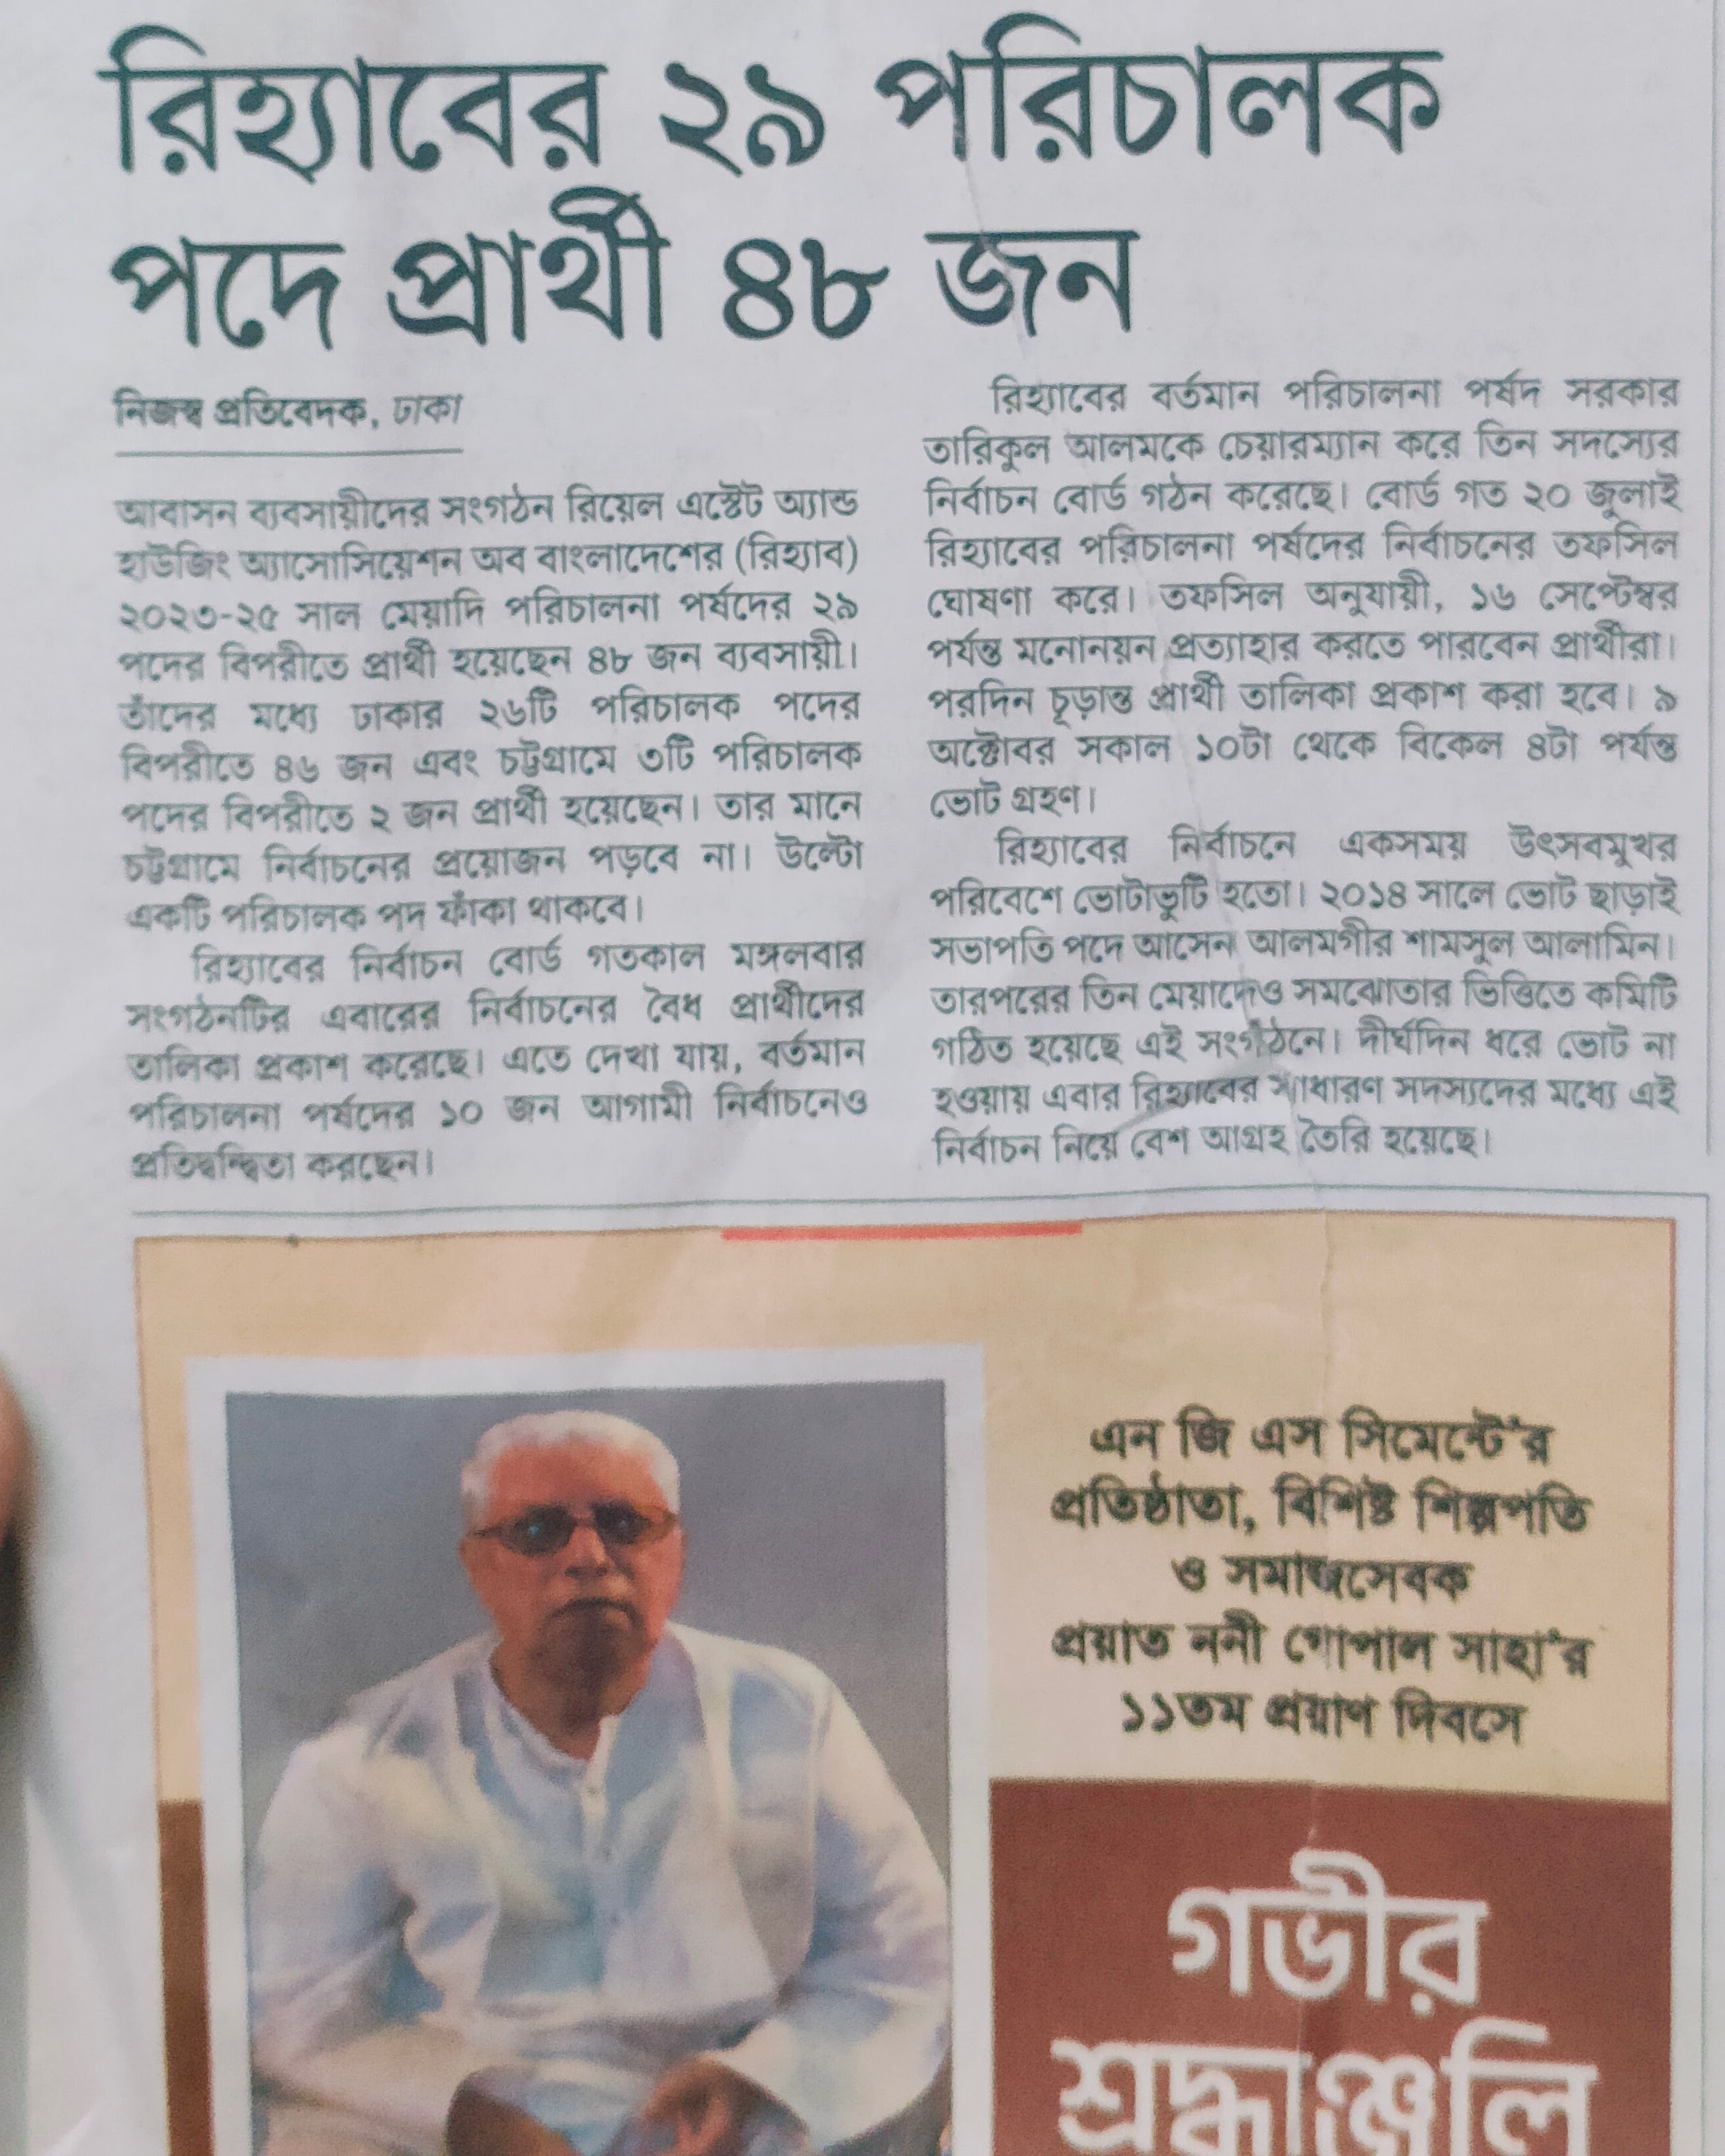 রিহ্যাবের ২৯ পরিচালক
পদে প্রার্থী ৪৮ জন
নিজস্ব প্রতিবেদক, ঢাকা
আবাসন ব্যবসায়ীদের সংগঠন রিয়েল এস্টেট অ্যান্ড
হাউজিং অ্যাসোসিয়েশন অব বাংলাদেশের (রিহ্যাব)
২০২৩-২৫ সাল মেয়াদি পরিচালনা পর্ষদের ২৯
পদের বিপরীতে প্রার্থী হয়েছেন ৪৮ জন ব্যবসায়ী।
তাঁদের মধ্যে ঢাকার ২৬টি পরিচালক পদের
বিপরীতে ৪৬ জন এবং চট্টগ্রামে ৩টি পরিচালক
পদের বিপরীতে ২ জন প্রার্থী হয়েছেন। তার মানে
চট্টগ্রামে নির্বাচনের প্রয়োজন পড়বে না। উল্টো
একটি পরিচালক পদ ফাঁকা থাকবে।
রিহ্যাবের নির্বাচন বোর্ড গতকাল মঙ্গলবার
সংগঠনটির এবারের নির্বাচনের বৈধ প্রার্থীদের
তালিকা প্রকাশ করেছে। এতে দেখা যায়, বর্তমান
পরিচালনা পর্ষদের ১০ জন আগামী নির্বাচনেও
প্রতিদ্বন্দ্বিতা করছেন।
রিহ্যাবের বর্তমান পরিচালনা পর্ষদ সরকার
তারিকুল আলমকে চেয়ারম্যান করে তিন সদস্যের
নির্বাচন বোর্ড গঠন করেছে। বোর্ড গত ২০ জুলাই
রিহ্যাবের পরিচালনা পর্ষদের নির্বাচনের তফসিল
ঘোষণা করে। তফসিল অনুযায়ী, ১৬ সেপ্টেম্বর
পর্যন্ত মনোনয়ন প্রত্যাহার করতে পারবেন প্রার্থীরা।
পরদিন চূড়ান্ত প্রার্থী তালিকা প্রকাশ করা হবে। ৯
অক্টোবর সকাল ১০টা থেকে বিকেল ৪টা পর্যন্ত
ভোট গ্রহণ।
রিহ্যাবের নির্বাচনে একসময় উৎসবমুখর
পরিবেশে ভোটাভুটি হতো। ২০১৪ সালে ভোট ছাড়াই
সভাপতি পদে আসেন আলমগীর শামসুল আলামিন।
তারপরের তিন মেয়াদেও সমঝোতার ভিত্তিতে কমিটি
গঠিত হয়েছে এই সংগঠনে। দীর্ঘদিন ধরে ভোট না
হওয়ায় এবার রিহ্যাবের সাধারণ সদস্যদের মধ্যে এই
নির্বাচন নিয়ে বেশ আগ্রহ তৈরি হয়েছে।
এন জি এস সিমেন্টে'র
প্রতিষ্ঠাতা, বিশিষ্ট শিল্পপতি
ও সমাজসেবক
প্রয়াত ননী গোপাল সাহা'র
১১তম প্রয়াণ দিবসে
গভীর
শ্রদ্ধাঞ্জলি